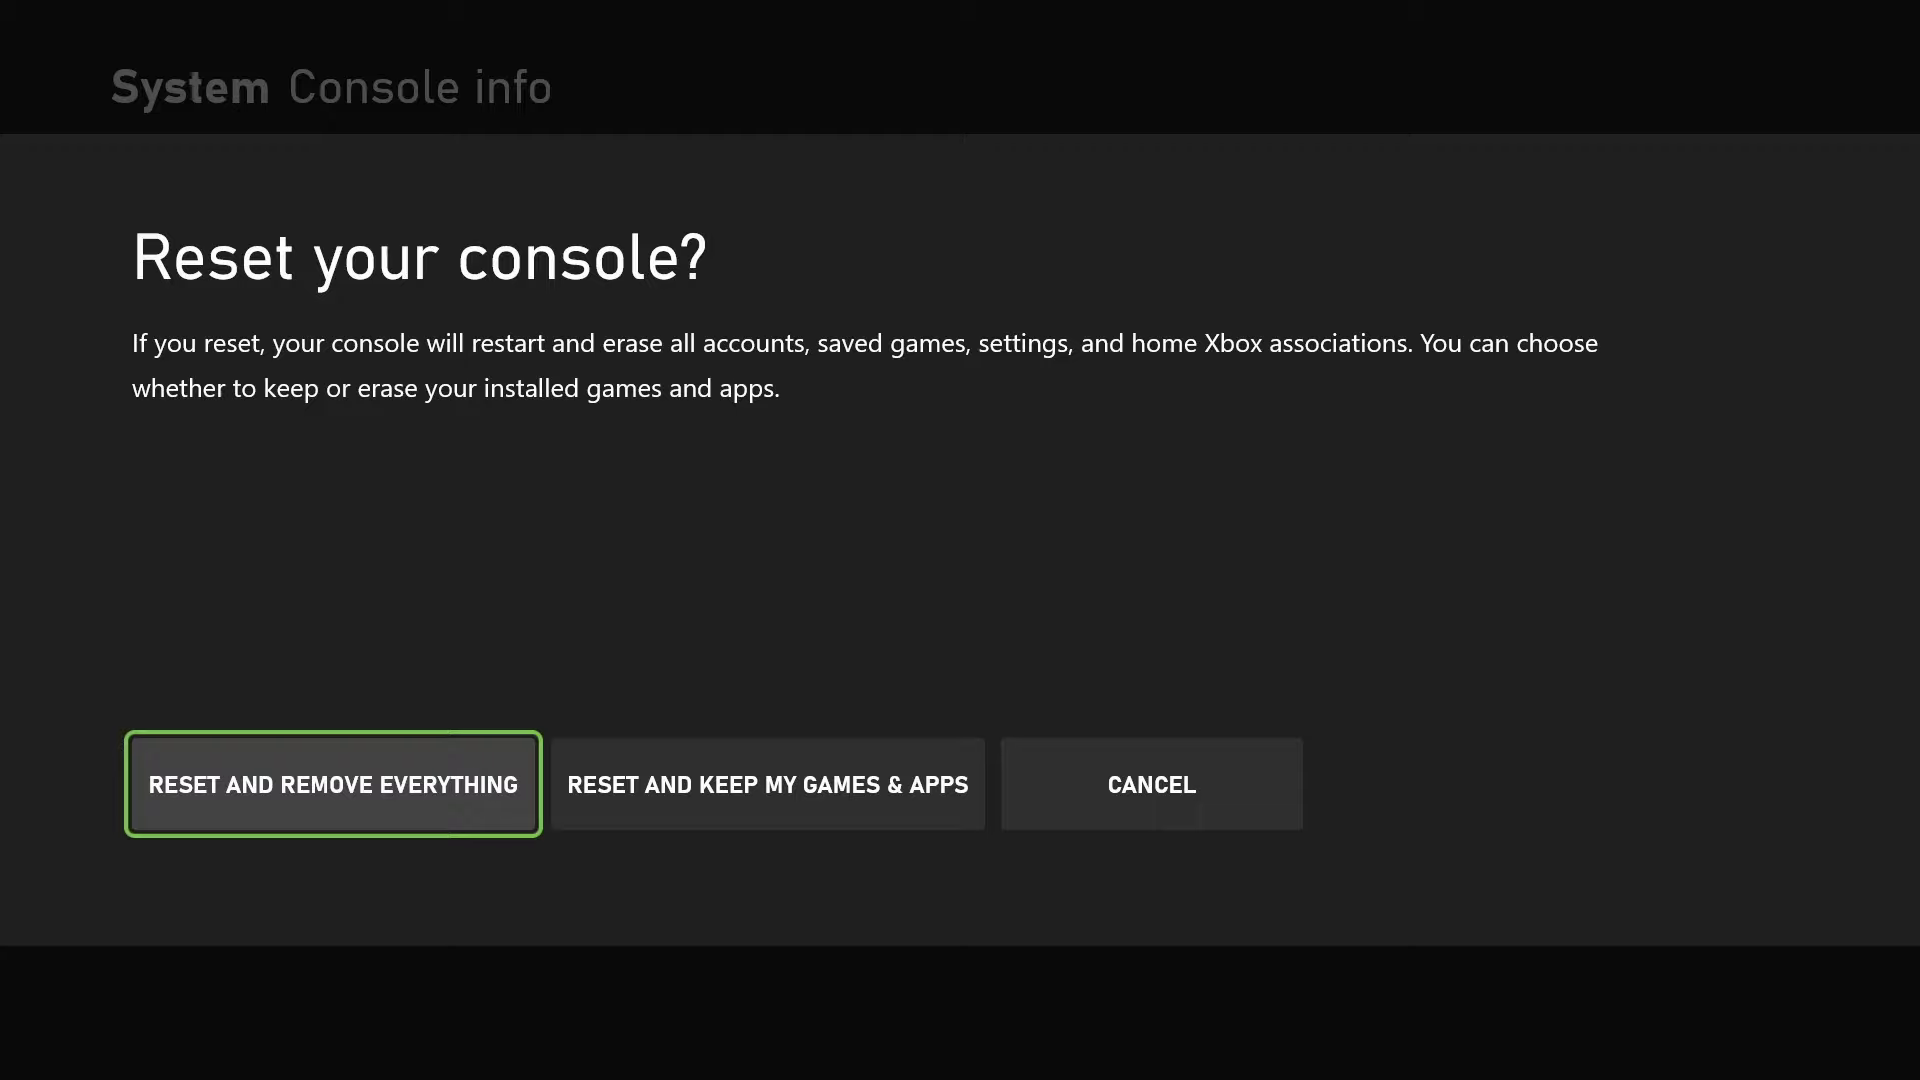 System Console info
Reset your console?
If you reset, your console will restart and erase all accounts, saved games, settings, and home Xbox associations. You can choose
whether to keep or erase your installed games and apps.
RESET AND REMOVE EVERYTHING
RESET AND KEEP MY GAMES & APPS
CANCEL